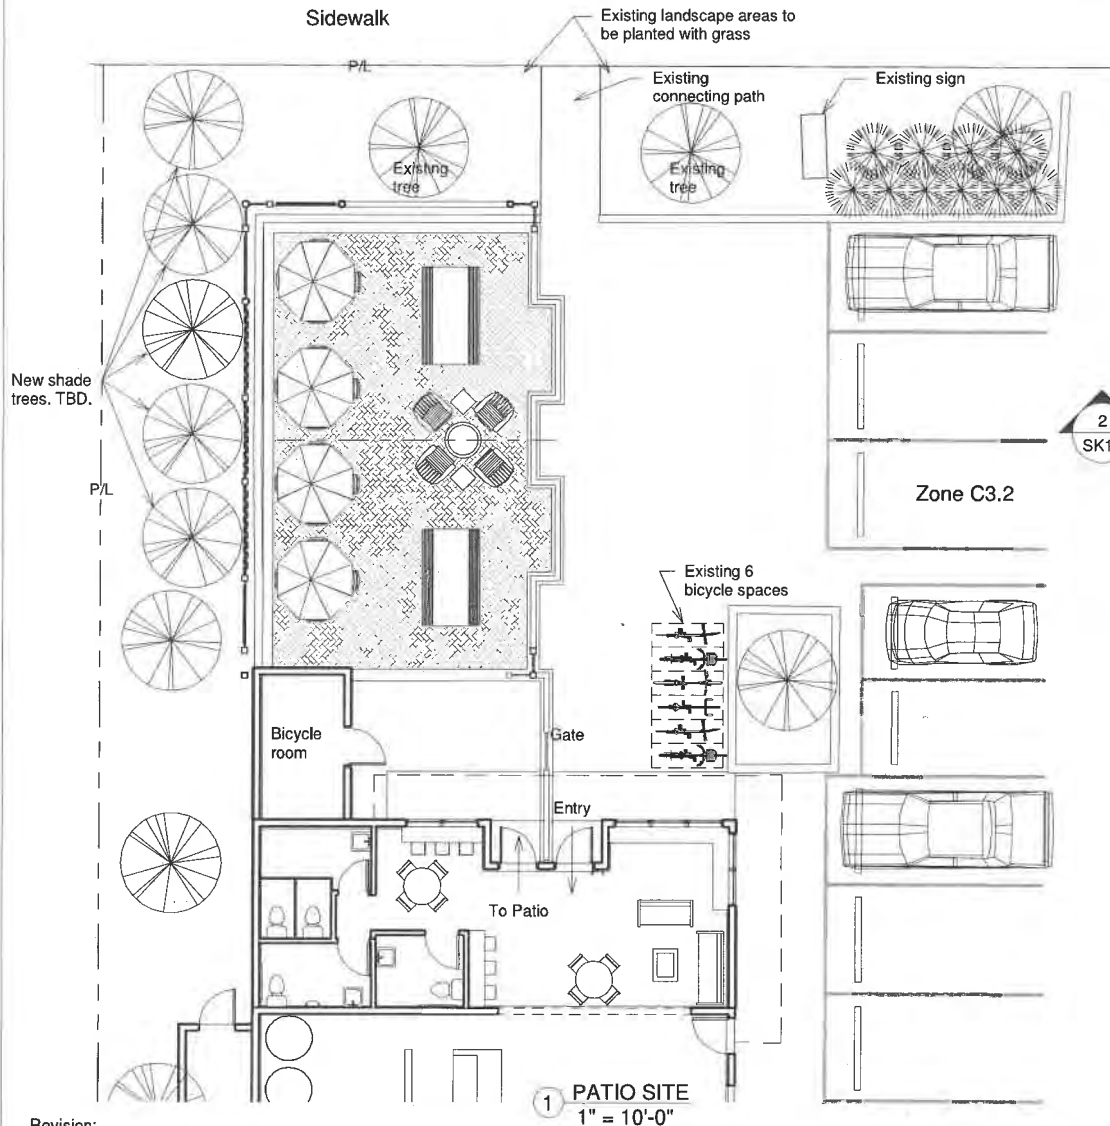 Sidewalk
Existing landscape areas to
be planted with grass
P/L
Existing
connecting path
Existing sign
Existing
tree
Existing
tree
New shade
trees. TBD.
2
SK1
P/L
Zone C3.2
Existing 6
bicycle spaces
Bicycle
room
Gate
Entry
To Patio
1 PATIO SITE
1" = 10'-0"
Revision: